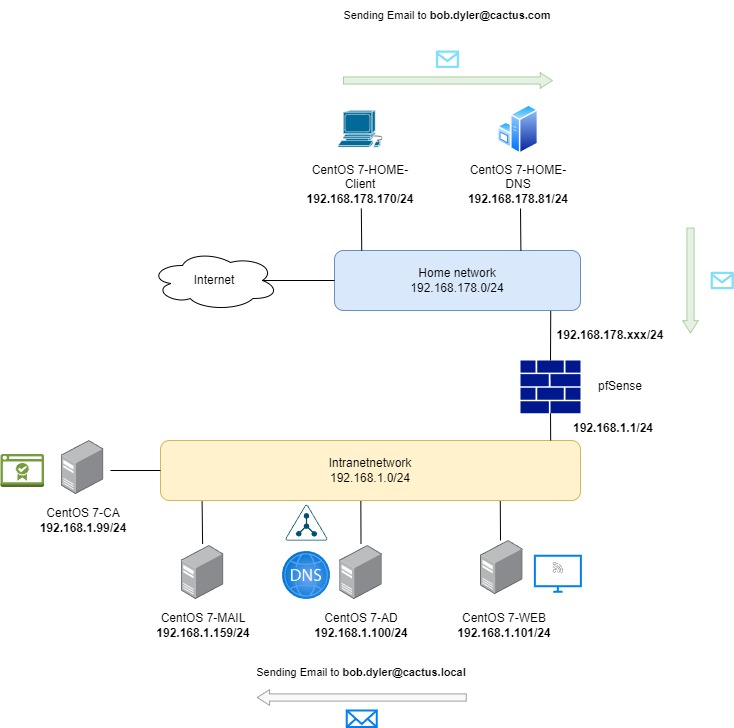 Sending Email to bob.dyler@cactus.com
CentOS 7-HOME-
Client
192.168.178.170/24
CentOS 7-HOME-
DNS
192.168.178.81/24
Internet
Home network
192.168.178.0/24
192.168.178.xxx/24
pfSense
192.168.1.1/24
Intranetnetwork
192.168.1.0/24
CentOS 7-CA
192.168.1.99/24
DNS
CentOS 7-MAIL
192.168.1.159/24
CentOS 7-AD
192.168.1.100/24
CentOS 7-WEB
192.168.1.101/24
Sending Email to bob.dyler@cactus.local